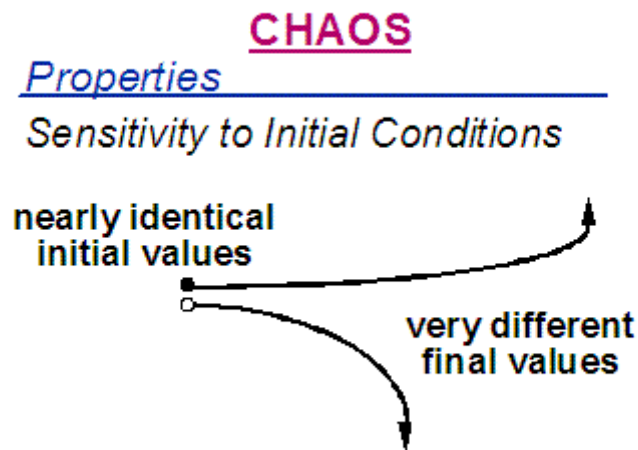 CHAOS
Properties
Sensitivity to Initial Conditions
nearly identical
initial values
very different
final values